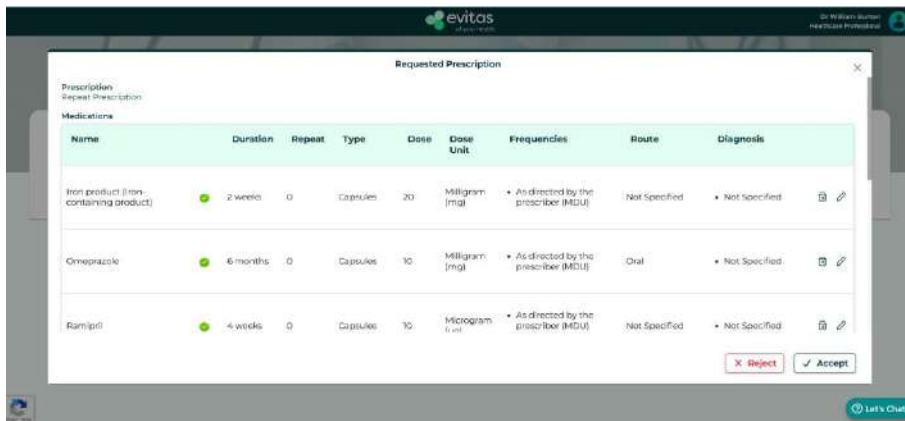 evitas
Dr William Burton
Healthcare Professional
Requested Prescription
Prescription
Repeat Prescription
Medications
Name Duration Repeat Type Dose Dose Unit Frequencies Route Diagnosis
Iron product (Iron-containing product) 2 weeks 0 Capsules 20 Milligram (mg) • As directed by the prescriber (MDU) Not Specified • Not Specified
Omeprazole 6 months 0 Capsules 10 Milligram (mg) • As directed by the prescriber (MDU) Oral • Not Specified
Ramipril 4 weeks 0 Capsules 10 Microgram • As directed by the prescriber (MDU) Not Specified • Not Specified
Reject
Accept
Let's Chat